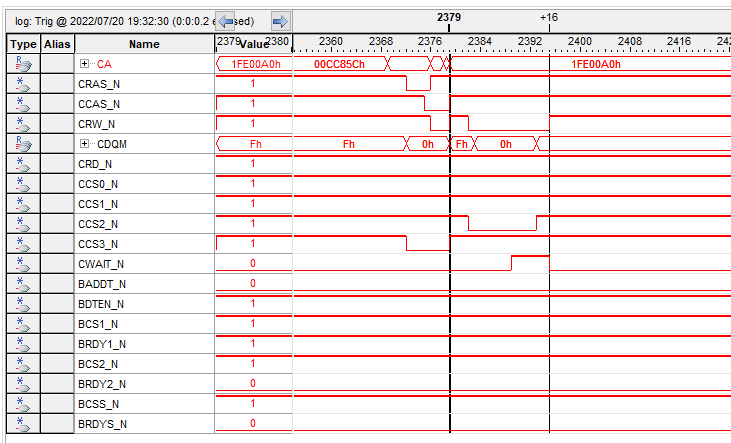 log: Trig @ 2022/07/20 19:32:30 (0:0:0.2 e sed)
2379 +16
Type Alias Name 2379 Value 2380 2360 2368 2376 2384 2392 2400 2408 2416 242
CA 1FE00A0h 00CC85Ch 1FE00A0h
CRAS_N 1
CCAS_N 1
CRW_N 1
CDQM Fh Fh 0h Fh 0h
CRD_N 1
CCS0_N 1
CCS1_N 1
CCS2_N 1
CCS3_N 1
CWAIT_N 0
BADDT_N 0
BDTEN_N 1
BCS1_N 1
BRDY1_N 1
BCS2_N 1
BRDY2_N 0
BCSS_N 1
BRDYS_N 0